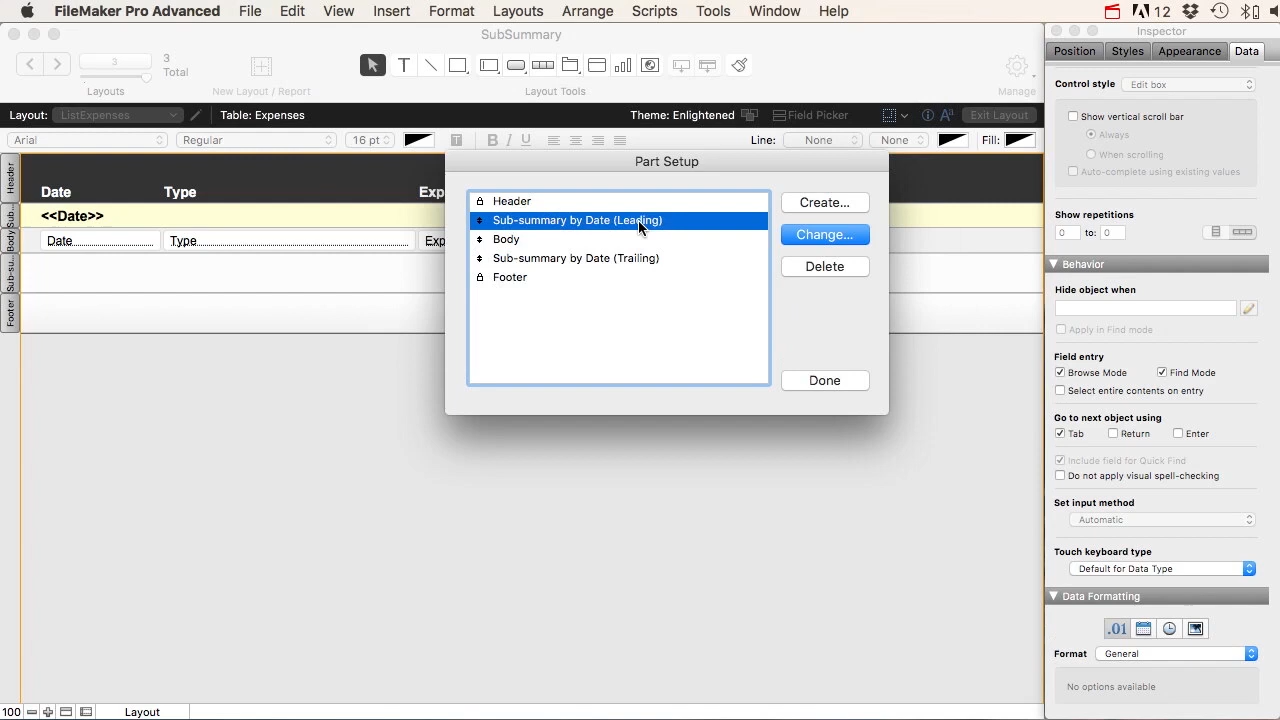 FileMaker Pro Advanced File Edit View Insert Format Layouts Arrange Scripts Tools Window Help 12
SubSummary
Inspector
3
3
Total
Layouts
New Layout / Report
Layout Tools
Manage
Position Styles Appearance Data
Control style Edit box
Layout: ListExpenses Table: Expenses Theme: Enlightened Field Picker Exit Layout
Arial Regular 16 pt B I U Line: None None Fill:
Show vertical scroll bar
Always
When scrolling
Auto-complete using existing values
Header
Date Type Exp
Sub...
<<Date>>
Body
Date Type Exp
Sub-su...
Footer
Part Setup
Header
Sub-summary by Date (Leading)
Body
Sub-summary by Date (Trailing)
Footer
Create...
Change...
Delete
Done
Show repetitions
0 to: 0
Behavior
Hide object when
Apply in Find mode
Field entry
Browse Mode Find Mode
Select entire contents on entry
Go to next object using
Tab Return Enter
Include field for Quick Find
Do not apply visual spell-checking
Set input method
Automatic
Touch keyboard type
Default for Data Type
Data Formatting
.01
Format General
No options available
100 Layout